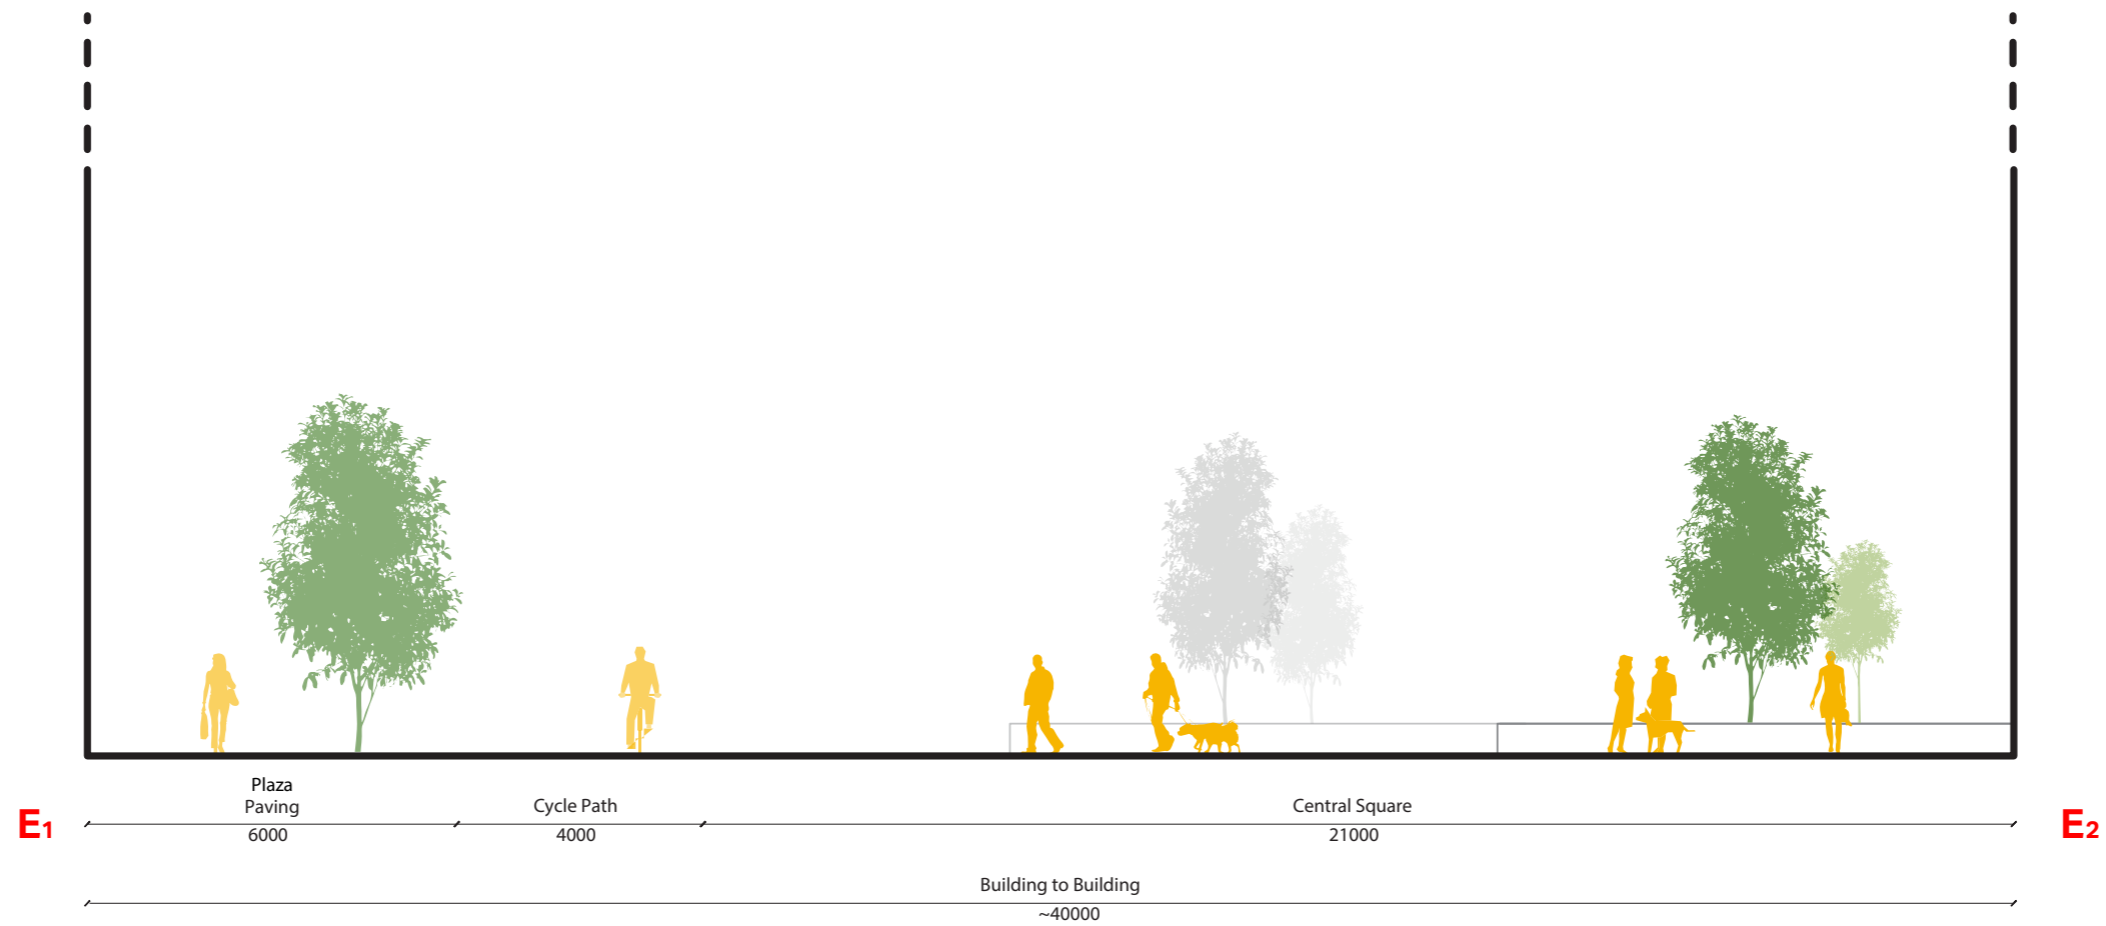 Plaza
Paving
6000
Cycle Path
4000
Central Square
21000
E1
E2
Building to Building
~40000